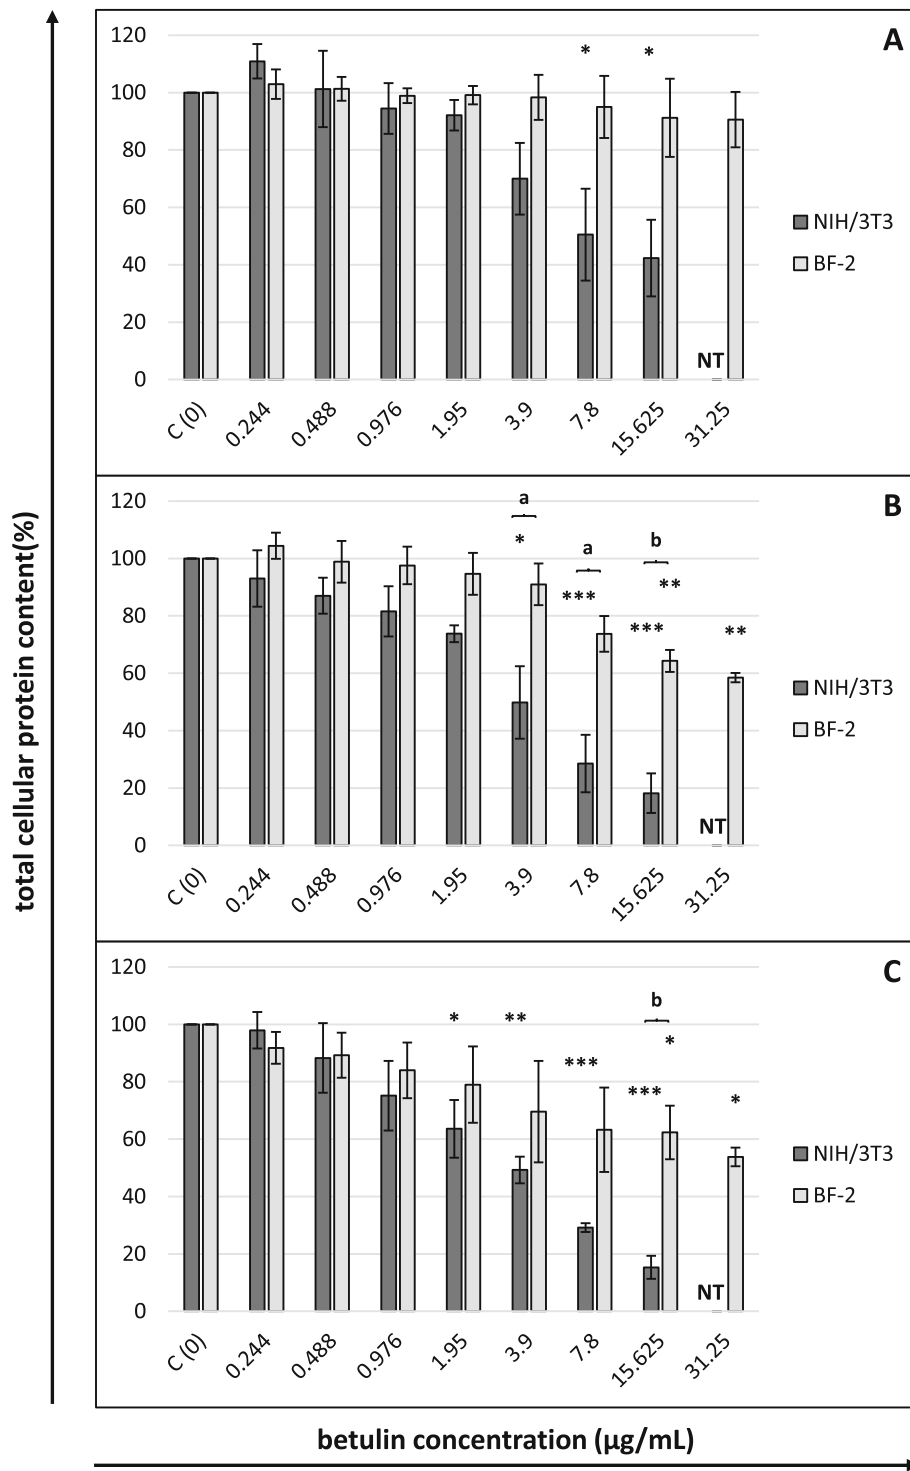 total cellular protein content(%)
A
120
100
80
60
40
20
0
* *
NT
C (0) 0.244 0.488 0.976 1.95 3.9 7.8 15.625 31.25
NIH/3T3
BF-2
B
120
100
80
60
40
20
0
a
*
a
***
b
**
***
**
NT
C (0) 0.244 0.488 0.976 1.95 3.9 7.8 15.625 31.25
NIH/3T3
BF-2
C
120
100
80
60
40
20
0
* **
***
b
*
***
*
NT
C (0) 0.244 0.488 0.976 1.95 3.9 7.8 15.625 31.25
NIH/3T3
BF-2
betulin concentration (µg/mL)